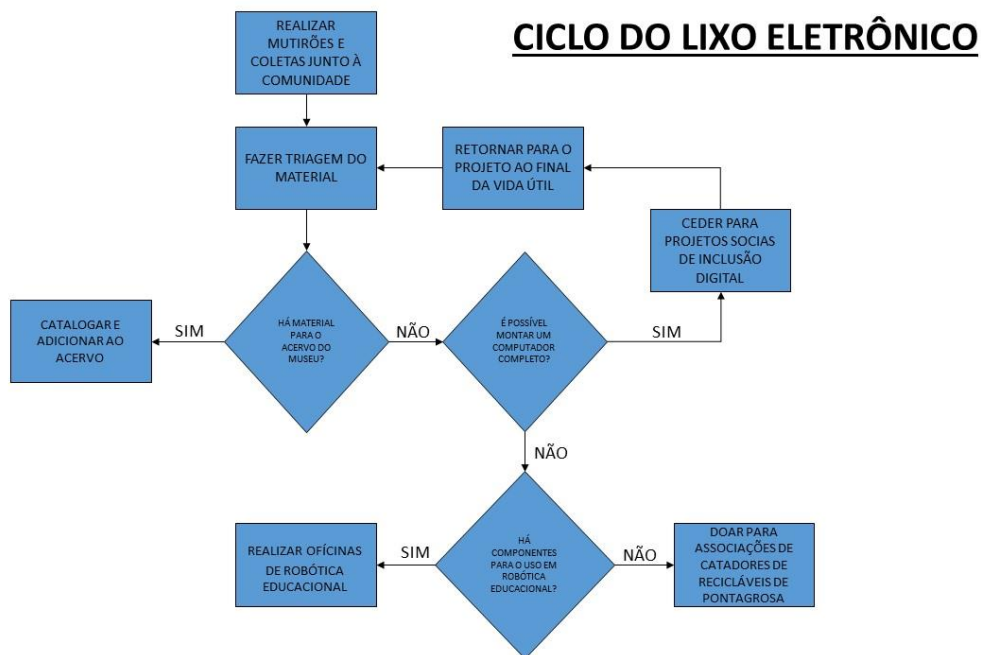 CICLO DO LIXO ELETRÔNICO
REALIZAR
MUTIRÕES E
COLETAS JUNTO À
COMUNIDADE
FAZER TRIAGEM DO
MATERIAL
RETORNAR PARA O
PROJETO AO FINAL
DA VIDA ÚTIL
CEDER PARA
PROJETOS SOCIAS
DE INCLUSÃO
DIGITAL
CATALOGAR E
ADICIONAR AO
ACERVO
SIM
HÁ MATERIAL
PARA O
ACERVO DO
MUSEU?
NÃO
É POSSÍVEL
MONTAR UM
COMPUTADOR
COMPLETO?
SIM
NÃO
REALIZAR OFÍCINAS
DE ROBÓTICA
EDUCACIONAL
SIM
HÁ
COMPONENTES
PARA O USO EM
ROBÓTICA
EDUCACIONAL?
NÃO
DOAR PARA
ASSOCIAÇÕES DE
CATADORES DE
RECICLÁVEIS DE
PONTAGROSA